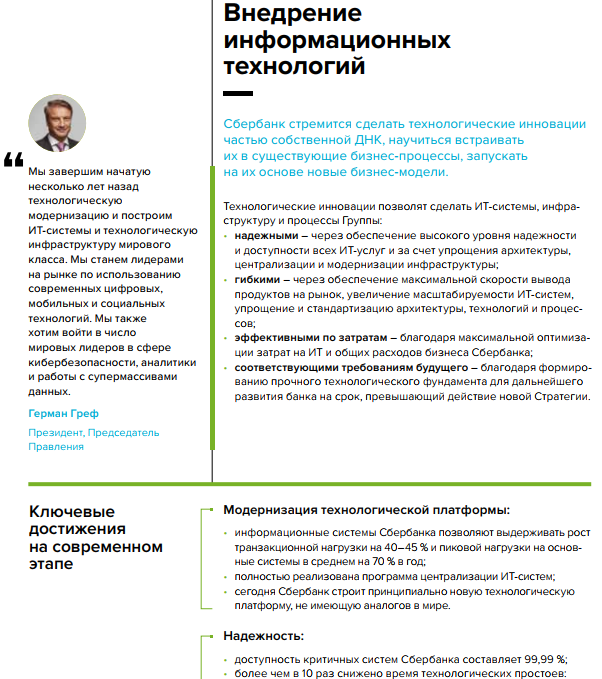 Внедрение
информационных
технологий
Сбербанк стремится сделать технологические инновации
частью собственной ДНК, научиться встраивать
их в существующие бизнес-процессы, запускать
на их основе новые бизнес-модели.
“
Мы завершим начатую
несколько лет назад
технологическую
модернизацию и построим
ИТ-системы и технологическую
инфраструктуру мирового
класса. Мы станем лидерами
на рынке по использованию
современных цифровых,
мобильных и социальных
технологий. Мы также
хотим войти в число
мировых лидеров в сфере
кибербезопасности, аналитики
и работы с супермассивами
данных.
Герман Греф
Президент, Председатель
Правления
Технологические инновации позволят сделать ИТ-системы, инфра-
структуру и процессы Группы:
• надежными – через обеспечение высокого уровня надежности
и доступности всех ИТ-услуг и за счет упрощения архитектуры,
централизации и модернизации инфраструктуры;
• гибкими – через обеспечение максимальной скорости вывода
продуктов на рынок, увеличение масштабируемости ИТ-систем,
упрощение и стандартизацию архитектуры, технологий и процес-
сов;
• эффективными по затратам – благодаря максимальной оптимиза-
ции затрат на ИТ и общих расходов бизнеса Сбербанка;
• соответствующими требованиям будущего – благодаря формиро-
ванию прочного технологического фундамента для дальнейшего
развития банка на срок, превышающий действие новой Стратегии.
Ключевые
достижения
на современном
этапе
Модернизация технологической платформы:
• информационные системы Сбербанка позволяют выдерживать рост
транзакционной нагрузки на 40–45 % и пиковой нагрузки на основ-
ные системы в среднем на 70 % в год;
• полностью реализована программа централизации ИТ-систем;
• сегодня Сбербанк строит принципиально новую технологическую
платформу, не имеющую аналогов в мире.
Надежность:
• доступность критичных систем Сбербанка составляет 99,99 %;
• более чем в 10 раз снижено время технологических простоев;